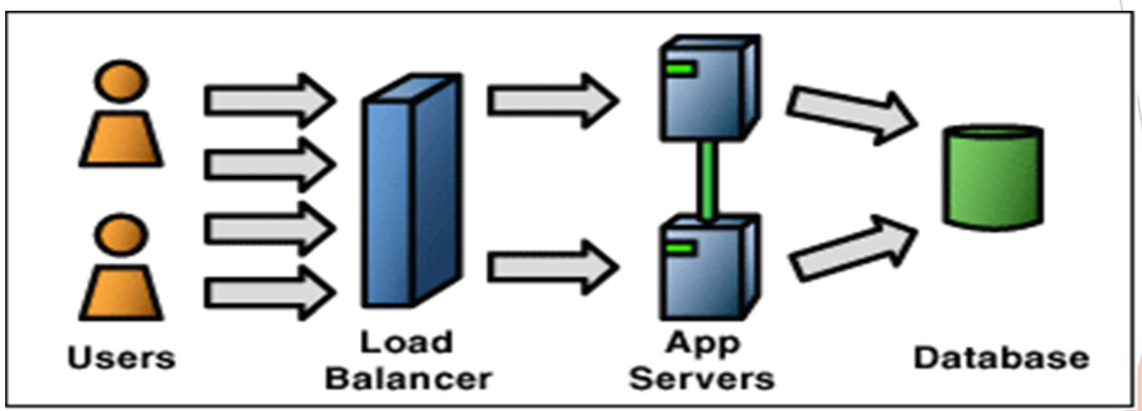 Users
Load
Balancer
App
Servers
Database